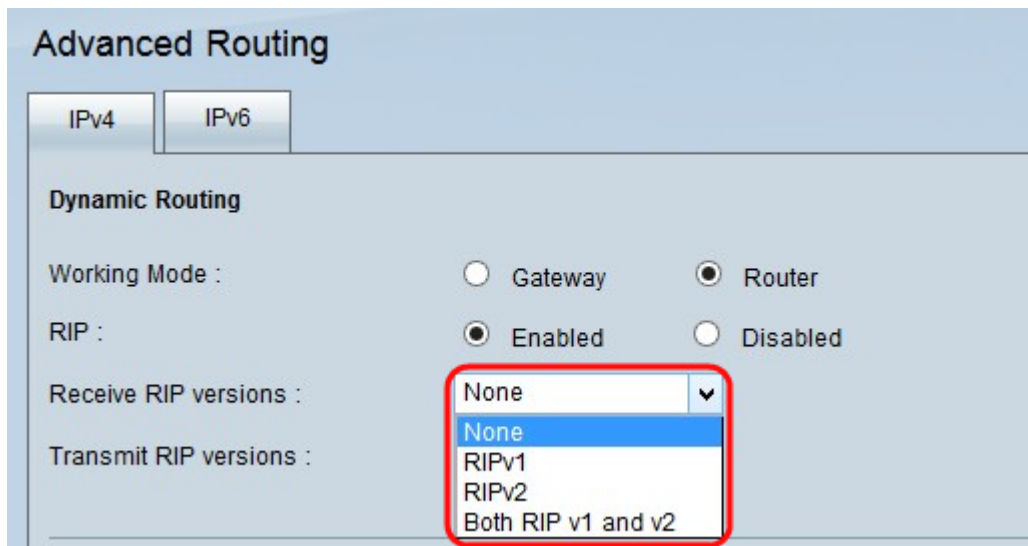 Advanced Routing
IPv4 IPv6
Dynamic Routing
Working Mode : Gateway Router
RIP : Enabled Disabled
Receive RIP versions : None
None
Transmit RIP versions : RIPv1
RIPv2
Both RIP v1 and v2